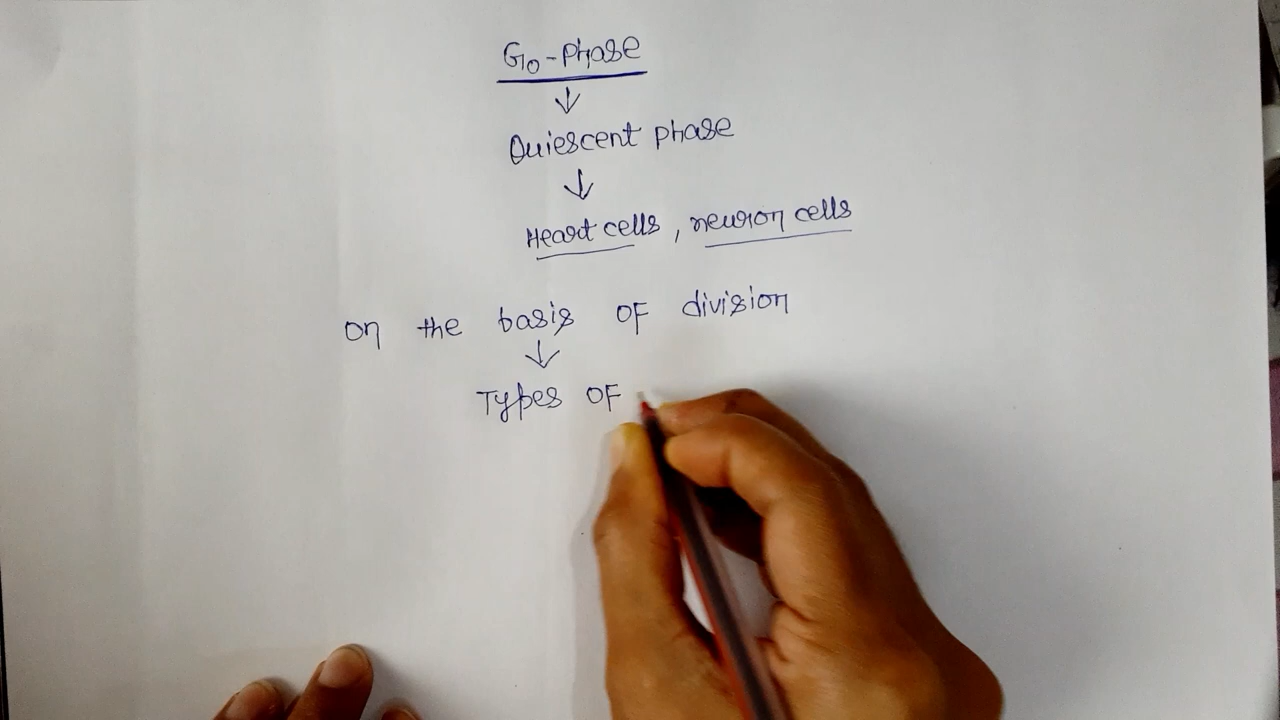 G0-Phase
Quiescent phase
Heart cells, neuron cells
on the basis of division
Types of